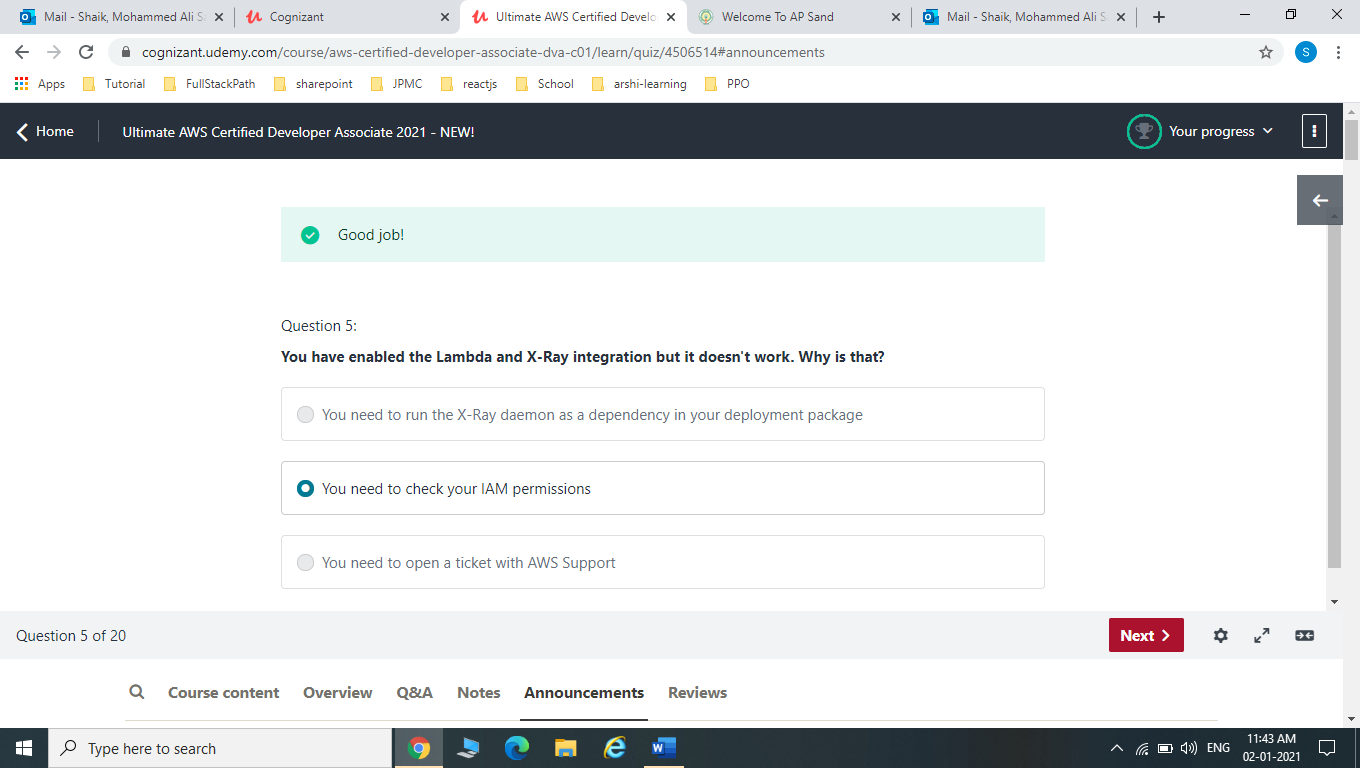 Mail - Shaik, Mohammed Ali S
Cognizant
Ultimate AWS Certified Develo
Welcome To AP Sand
Mail - Shaik, Mohammed Ali S
cognizant.udemy.com/course/aws-certified-developer-associate-dva-c01/learn/quiz/4506514#announcements
S
Apps
Tutorial
FullStackPath
sharepoint
JPMC
reactjs
School
arshi-learning
PPO
Home
Ultimate AWS Certified Developer Associate 2021 - NEW!
Your progress
Good job!
Question 5:
You have enabled the Lambda and X-Ray integration but it doesn't work. Why is that?
You need to run the X-Ray daemon as a dependency in your deployment package
You need to check your IAM permissions
You need to open a ticket with AWS Support
Question 5 of 20
Next
Course content
Overview
Q&A
Notes
Announcements
Reviews
Type here to search
ENG
11:43 AM
02-01-2021